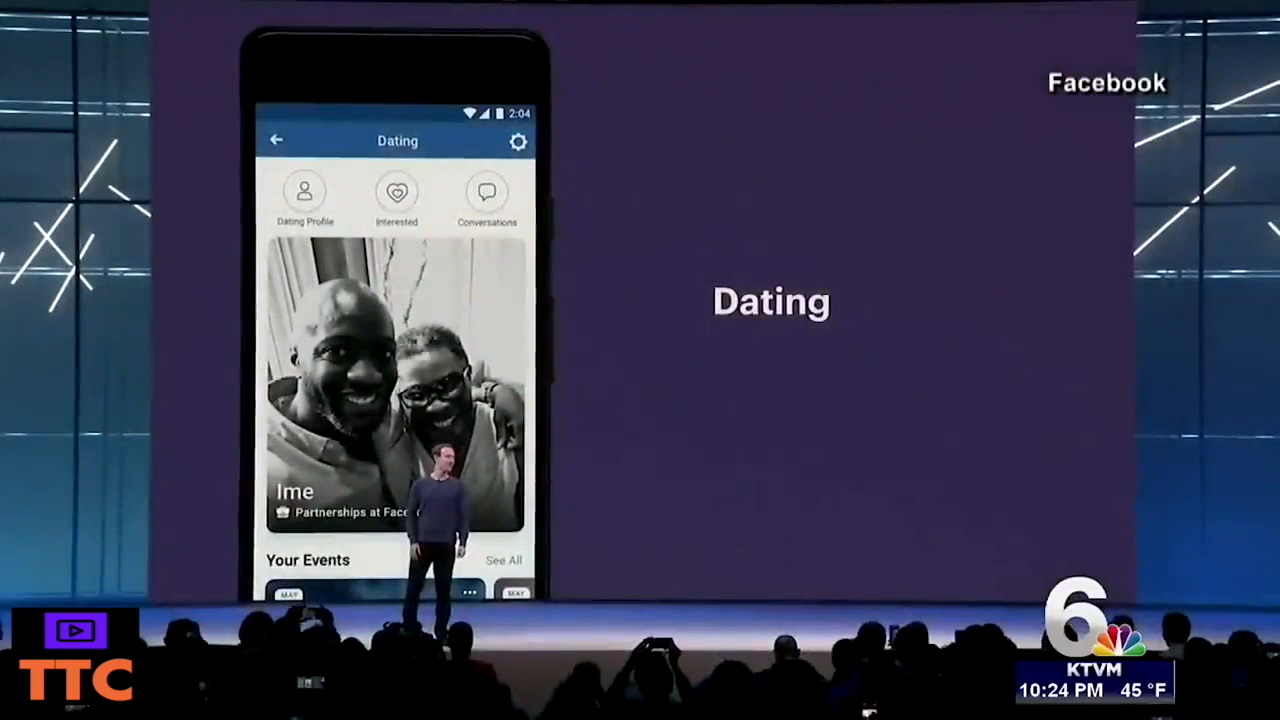 Facebook
2:04
Dating
Dating Profile
Interested
Conversations
Dating
Ime
Partnerships at Face
Your Events
See All
MAY
MAY
TTC
6
KTVM
10:24 PM 45 °F